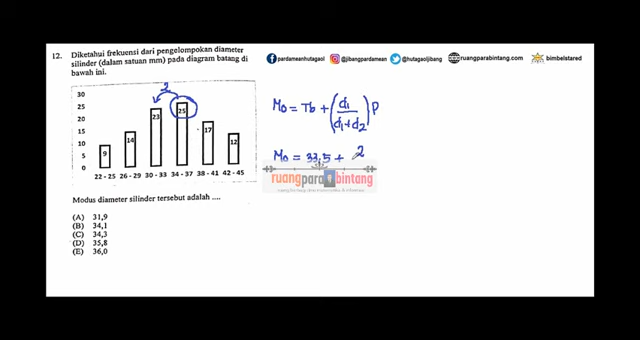 12. Diketahui frekuensi dari pengelompokan diameter
silinder (dalam satuan mm) pada diagram batang di
bawah ini.
pardameanhutagaol @jibangpardamean @hutagaoljibang ruangparabintang.com bimbelstared
30
25
20
15
10
5
0
9
14
23
25
17
12
2
22 - 25 26 - 29 30 - 33 34 - 37 38 - 41 42 - 45
Modus diameter silinder tersebut adalah ....
(A) 31,9
(B) 34,1
(C) 34,3
(D) 35,8
(E) 36,0
Mo = Tb + (d1 / d1 + d2) P
Mo = 33,5 + 2
ruangparabintang